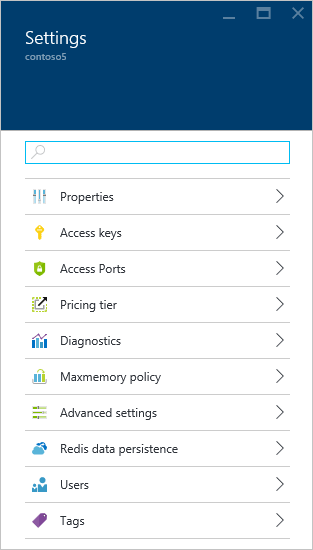 Settings
contoso5
Properties
Access keys
Access Ports
Pricing tier
Diagnostics
Maxmemory policy
Advanced settings
Redis data persistence
Users
Tags